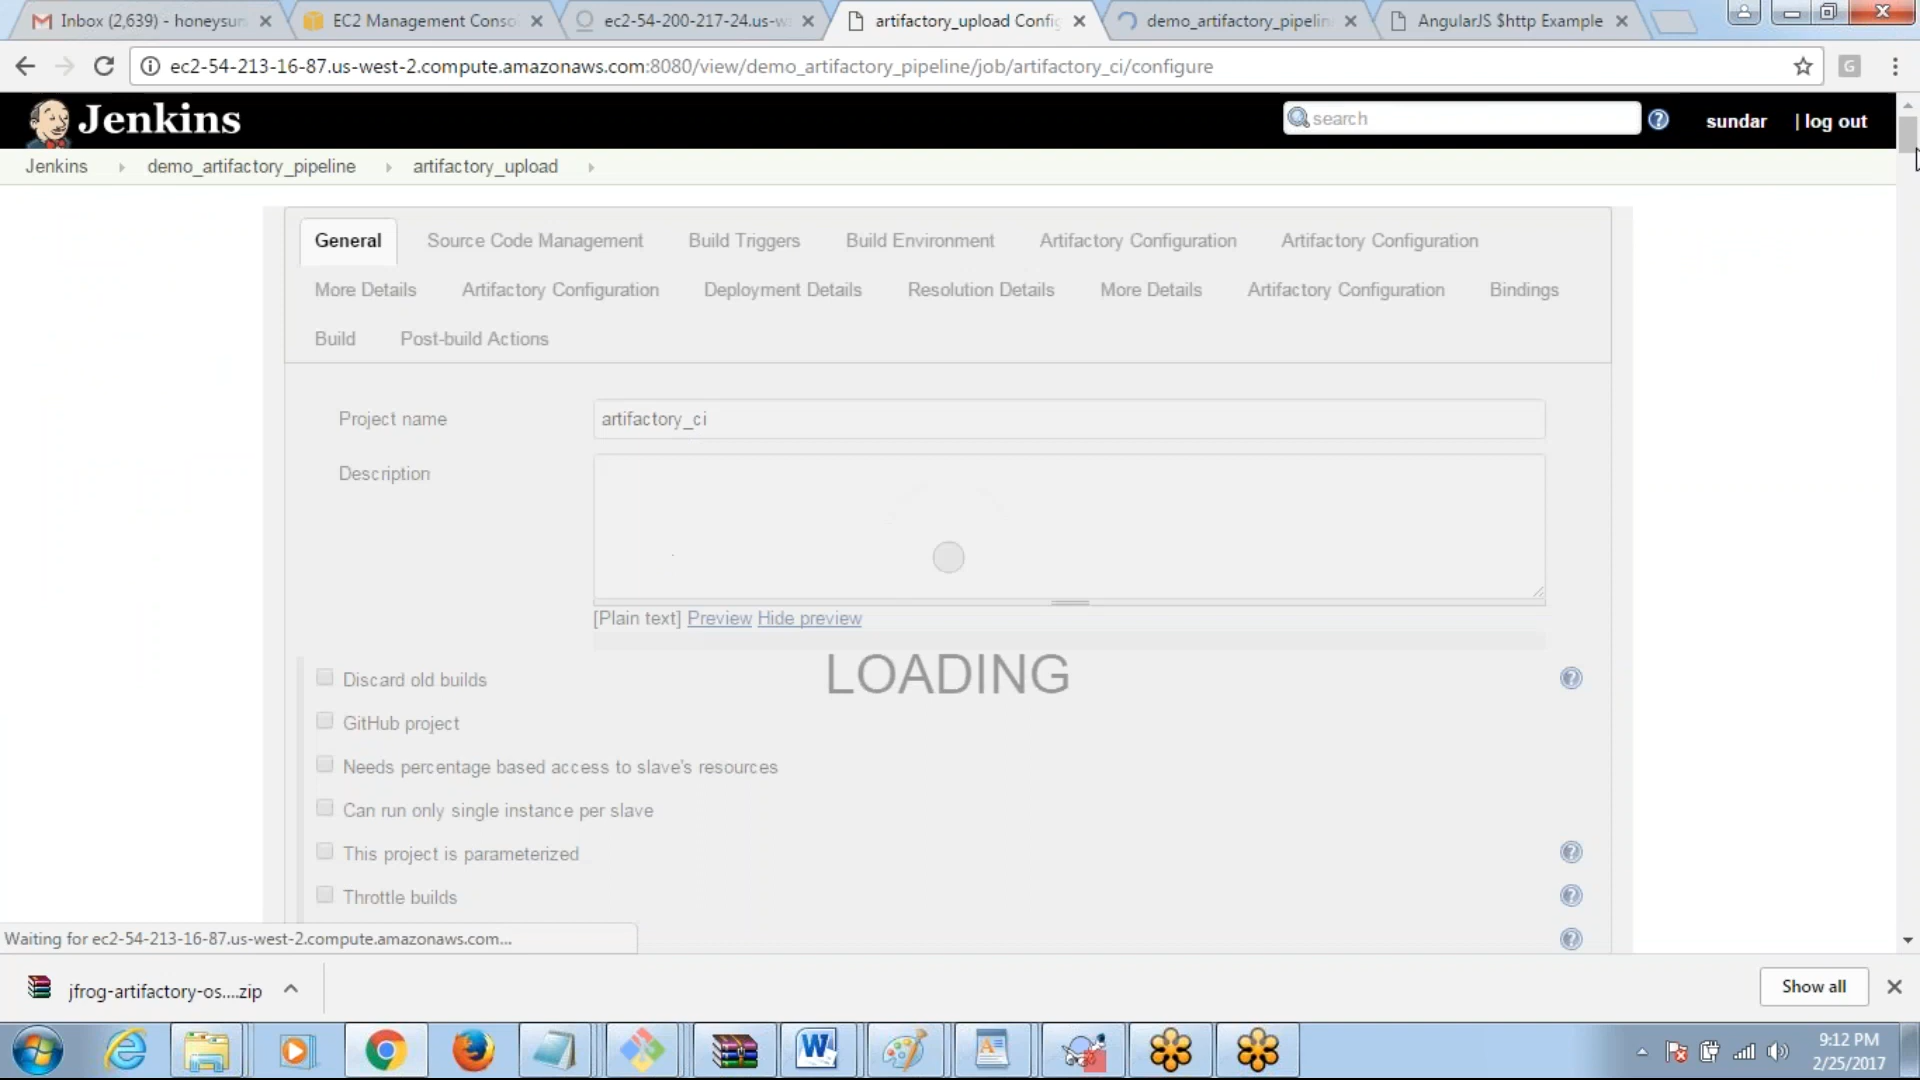 Inbox (2,639) - honeysun
EC2 Management Conso
ec2-54-200-217-24.us-w
artifactory_upload Config
demo_artifactory_pipelin
AngularJS $http Example
ec2-54-213-16-87.us-west-2.compute.amazonaws.com:8080/view/demo_artifactory_pipeline/job/artifactory_ci/configure
G
Jenkins
search
sundar
| log out
Jenkins
demo_artifactory_pipeline
artifactory_upload
General
Source Code Management
Build Triggers
Build Environment
Artifactory Configuration
Artifactory Configuration
More Details
Artifactory Configuration
Deployment Details
Resolution Details
More Details
Artifactory Configuration
Bindings
Build
Post-build Actions
Project name
artifactory_ci
Description
[Plain text] Preview Hide preview
LOADING
Discard old builds
GitHub project
Needs percentage based access to slave's resources
Can run only single instance per slave
This project is parameterized
Throttle builds
Waiting for ec2-54-213-16-87.us-west-2.compute.amazonaws.com...
jfrog-artifactory-os....zip
Show all
9:12 PM
2/25/2017